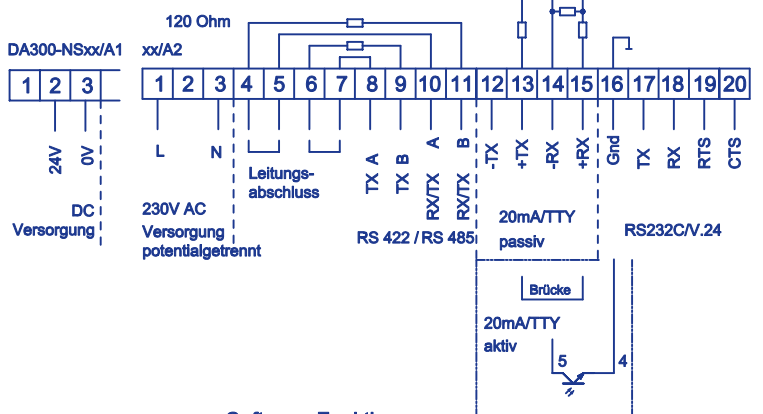 120 Ohm
DA300-NSxx/A1 xx/A2
1 2 3 1 2 3 4 5 6 7 8 9 10 11 12 13 14 15 16 17 18 19 20
24V 0V L N TX A TX B RX/TX A RX/TX B -TX +TX -RX +RX Gnd TX RX RTS CTS
Leitungs-
abschluss
DC
Versorgung
230V AC
Versorgung
potentialgetrennt
RS 422 / RS 485
20mA/TTY
passiv
RS232C/V.24
Brücke
20mA/TTY
aktiv
5 4